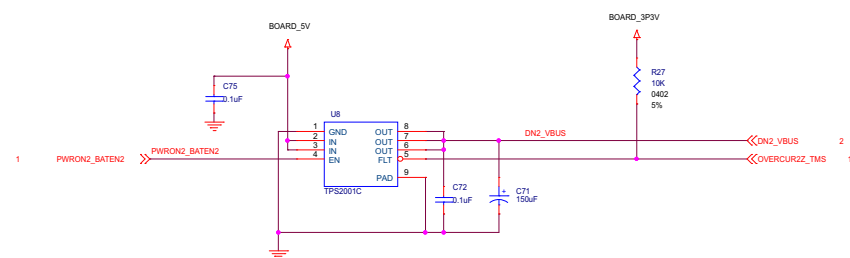 BOARD_3P3V
BOARD_5V
R27
10K
0402
5%
C75
0.1uF
U8
1 GND OUT 8
2 IN OUT 7
3 IN OUT 6
4 EN FLT 5
PAD 9
TPS2001C
DN2_VBUS
DN2_VBUS 2
1 PWRON2_BATEN2
PWRON2_BATEN2
OVERCUR2Z_TMS 1
C72
0.1uF
C71
+
150uF